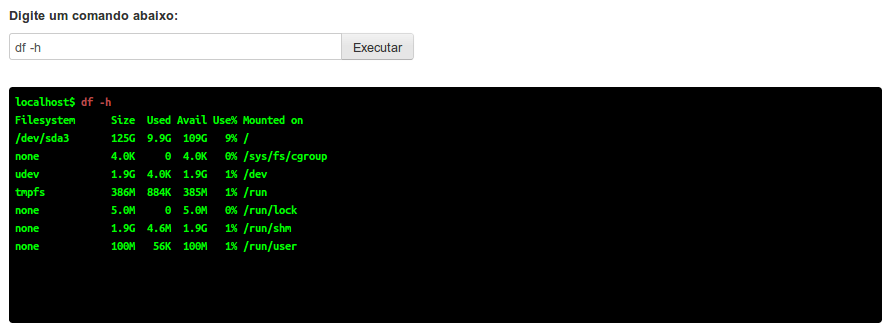 Digite um comando abaixo:
df -h Executar
localhost$ df -h
Filesystem      Size  Used Avail Use% Mounted on
/dev/sda3       125G  9.9G  109G   9% /
none            4.0K     0  4.0K   0% /sys/fs/cgroup
udev            1.9G  4.0K  1.9G   1% /dev
tmpfs           386M  884K  385M   1% /run
none            5.0M     0  5.0M   0% /run/lock
none            1.9G  4.6M  1.9G   1% /run/shm
none            100M   56K  100M   1% /run/user